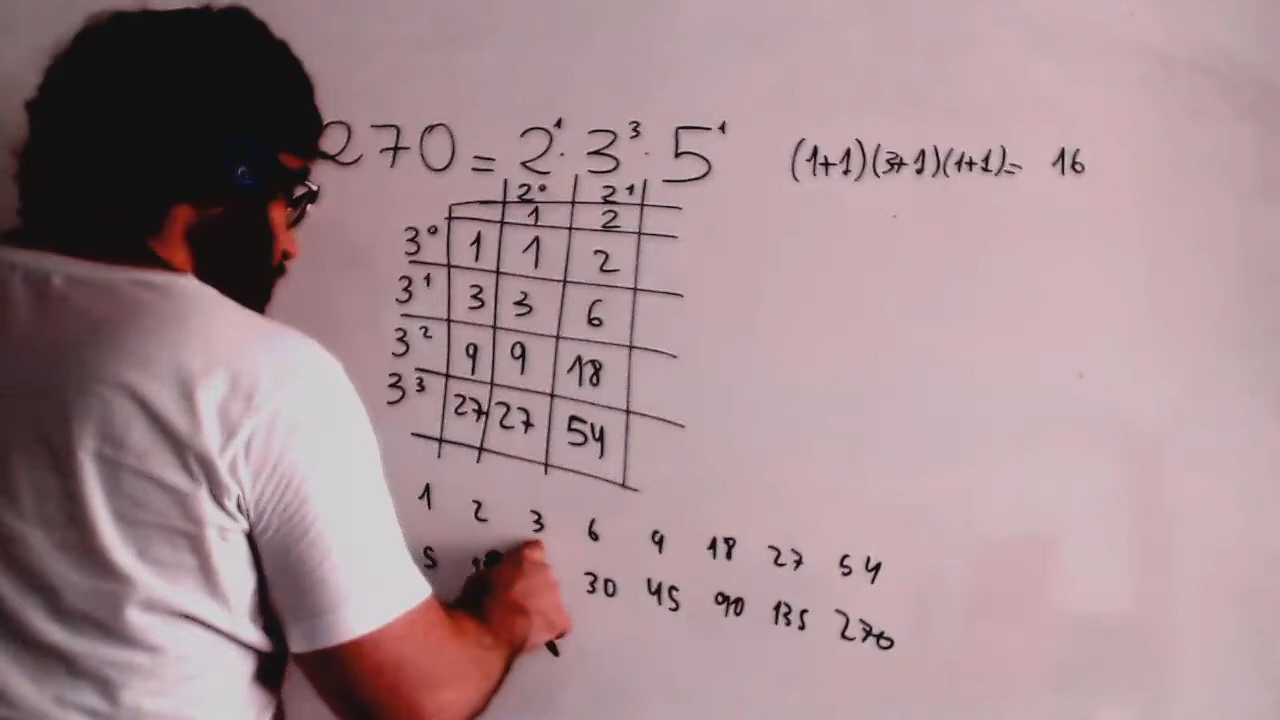 270 = 2¹ · 3³ · 5¹ (1+1)(3+1)(1+1)= 16
2⁰ 2¹
1 2
3⁰ 1 1 2
3¹ 3 3 6
3² 9 9 18
3³ 27 27 54
1 2 3 6 9 18 27 54
5 30 45 90 135 270